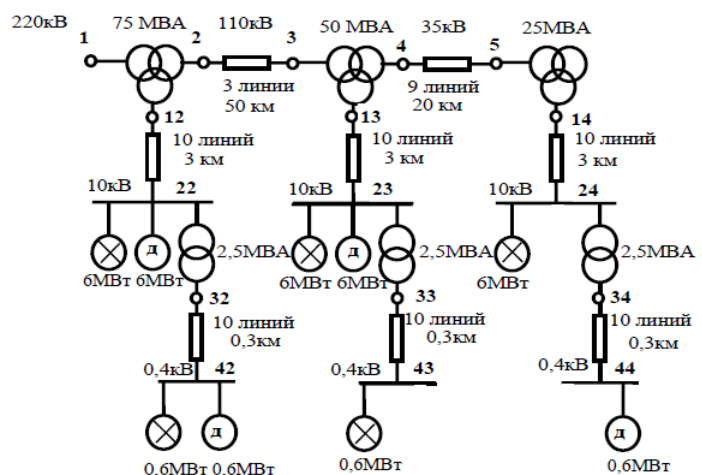 220кВ 75 МВА 110кВ 50 МВА 35кВ 25МВА
1 2 3 4 5
3 линии 9 линий
50 км 20 км
12 13 14
10 линий 10 линий 10 линий
3 км 3 км 3 км
10кВ 22 10кВ 23 10кВ 24
д д
2,5МВА 2,5МВА 2,5МВА
6МВт 6МВт 6МВт 6МВт 6МВт
32 33 34
10 линий 10 линий 10 линий
0,3км 0,3км 0,3км
0,4кВ 42 0,4кВ 43 0,4кВ 44
д д
0,6МВт 0,6МВт 0,6МВт 0,6МВт